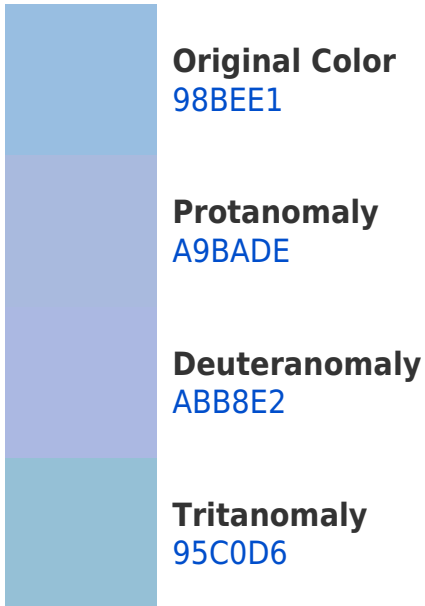 Original Color
98BEE1
Protanomaly
A9BADE
Deuteranomaly
ABB8E2
Tritanomaly
95C0D6